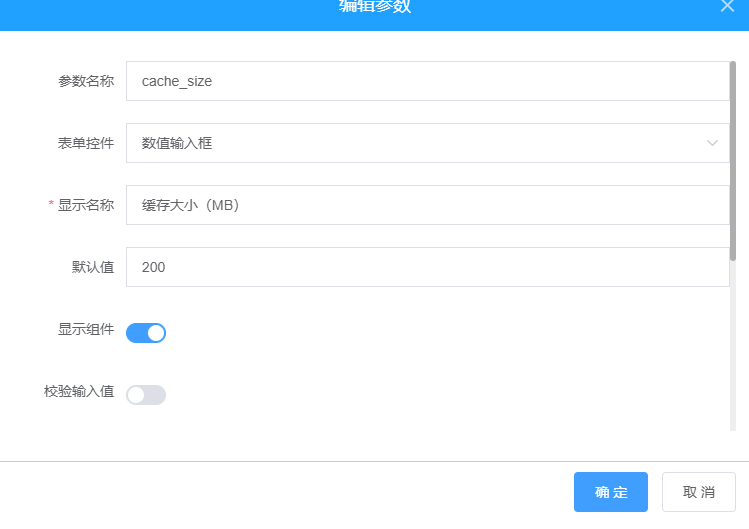 编辑参数
参数名称 cache_size
表单控件 数值输入框
* 显示名称 缓存大小（MB）
默认值 200
显示组件
校验输入值
确 定 取 消